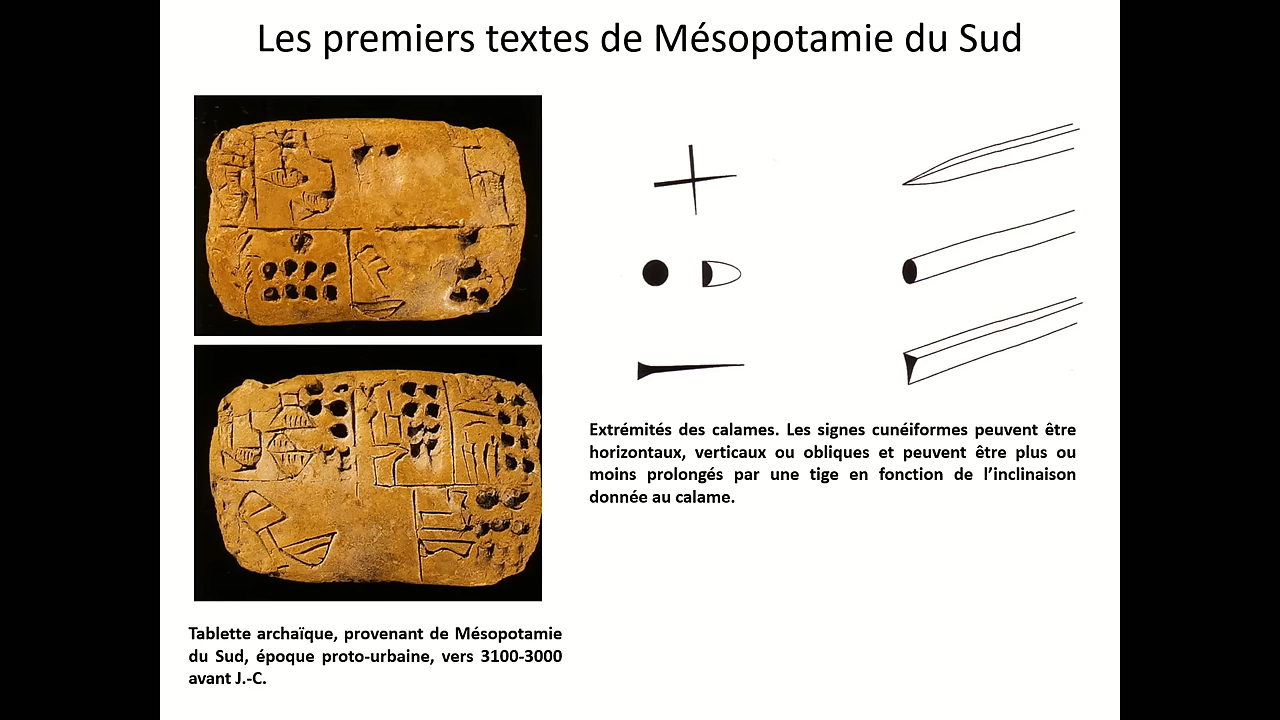 Les premiers textes de Mésopotamie du Sud
Extrémités des calames. Les signes cunéiformes peuvent être
horizontaux, verticaux ou obliques et peuvent être plus ou
moins prolongés par une tige en fonction de l’inclinaison
donnée au calame.
Tablette archaïque, provenant de Mésopotamie
du Sud, époque proto-urbaine, vers 3100-3000
avant J.-C.